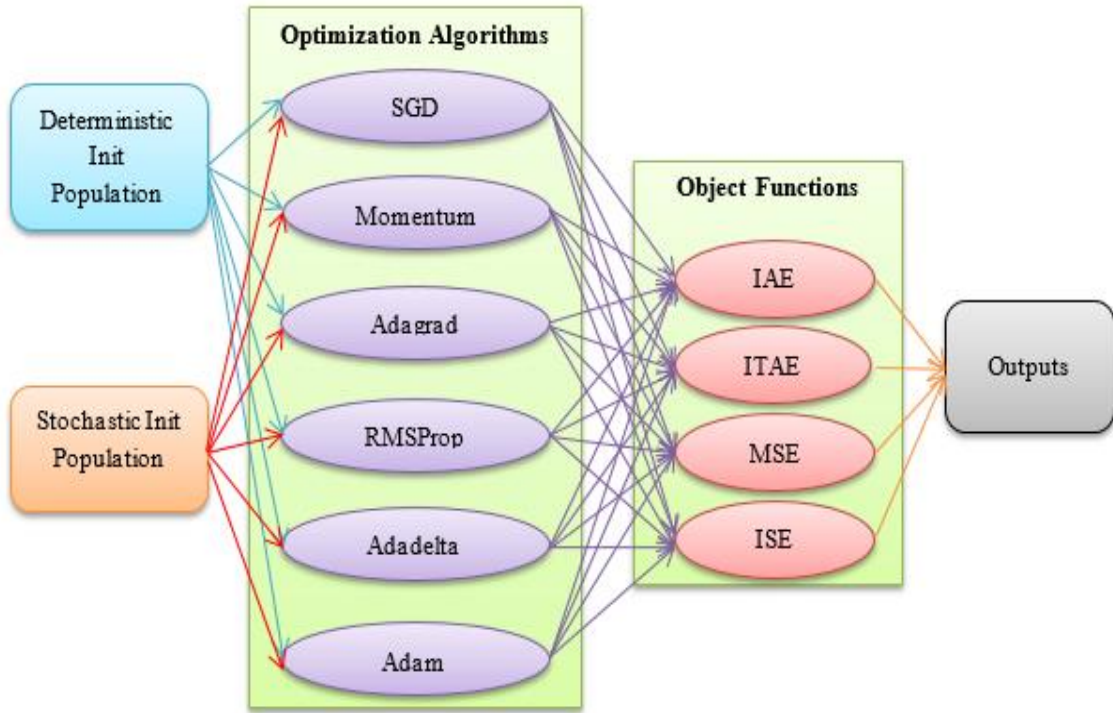 Optimization Algorithms
Deterministic
Init
Population
Stochastic Init
Population
SGD
Momentum
Adagrad
RMSProp
Adadelta
Adam
Object Functions
IAE
ITAE
MSE
ISE
Outputs